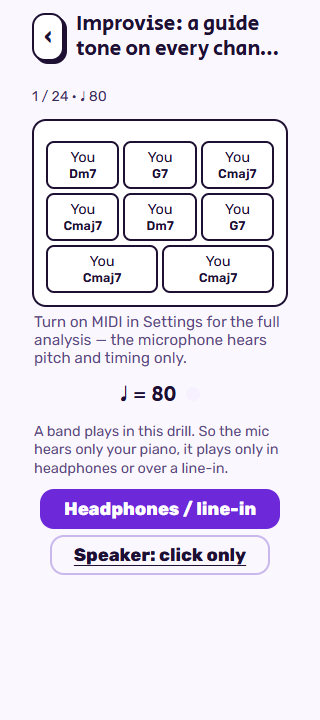 Improvise: a guide
tone on every chan...
1 / 24 • ♩ 80
You You You
Dm7 G7 Cmaj7
You You You
Cmaj7 Dm7 G7
You You
Cmaj7 Cmaj7
Turn on MIDI in Settings for the full
analysis — the microphone hears
pitch and timing only.
♩ = 80
A band plays in this drill. So the mic
hears only your piano, it plays only in
headphones or over a line-in.
Headphones / line-in
Speaker: click only